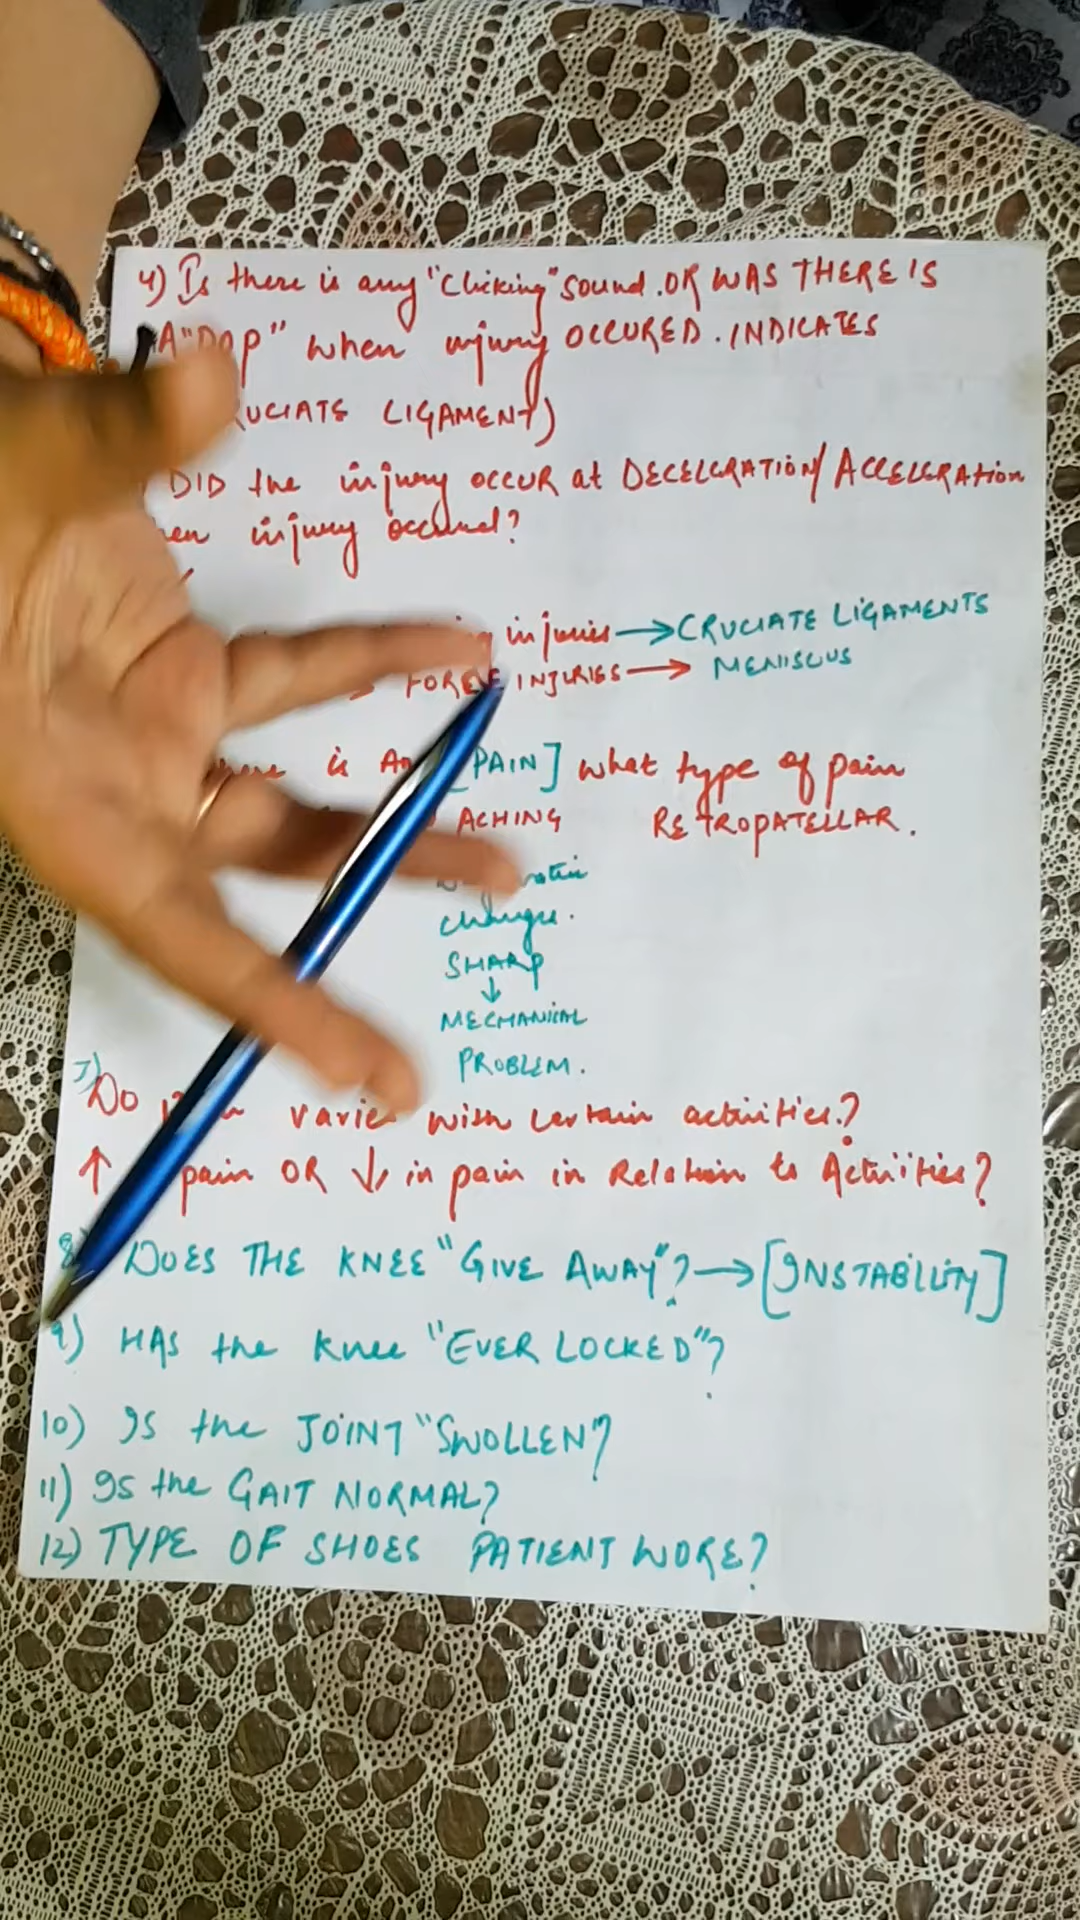 4) Is there is any "Clicking" sound. OR WAS THERE IS
A "POP" when injury OCCURED. INDICATES
LIGAMENT)
DID the injury OCCUR at DECELERATION/ ACCELERATION
injury occured?
injuries → CRUCIATE LIGAMENTS
FORCE INJURIES → MENISCUS
is [PAIN] what type of pain
ACHING RETROPATELLAR.
changes.
SHARP
↓
MECHANICAL
PROBLEM.
7) Do varies with certain activities?
↑ pain OR ↓ in pain in Relation to Activities?
8) DOES THE KNEE "GIVE AWAY"? → [INSTABILITY]
9) HAS the knee "EVER LOCKED"?
10) Is the JOINT "SWOLLEN?
11) Is the GAIT NORMAL?
12) TYPE OF SHOES PATIENT WORE?